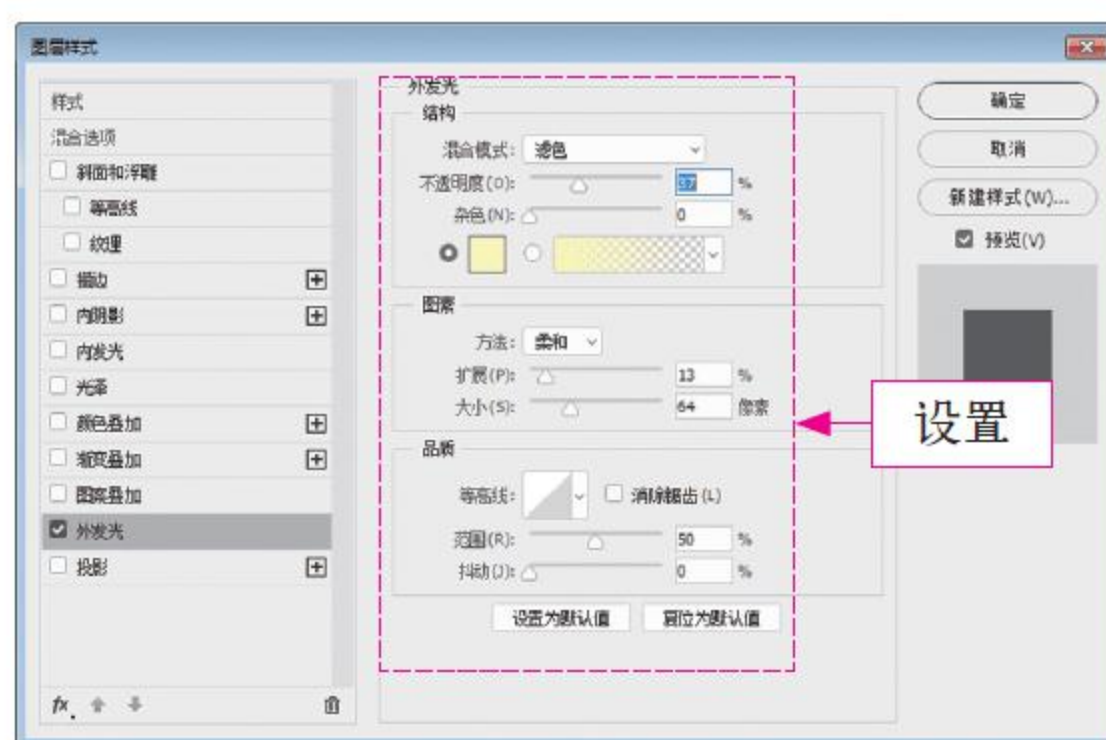 图层样式
样式
混合选项
斜面和浮雕
等高线
纹理
描边
内阴影
内发光
光泽
颜色叠加
渐变叠加
图案叠加
外发光
投影
fx
外发光
结构
混合模式: 滤色
不透明度(O): 37 %
杂色(N): 0 %
图素
方法: 柔和
扩展(P): 13 %
大小(S): 64 像素
品质
等高线: 消除锯齿(L)
范围(R): 50 %
抖动(J): 0 %
设置为默认值 复位为默认值
确定
取消
新建样式(W)...
预览(V)
设置